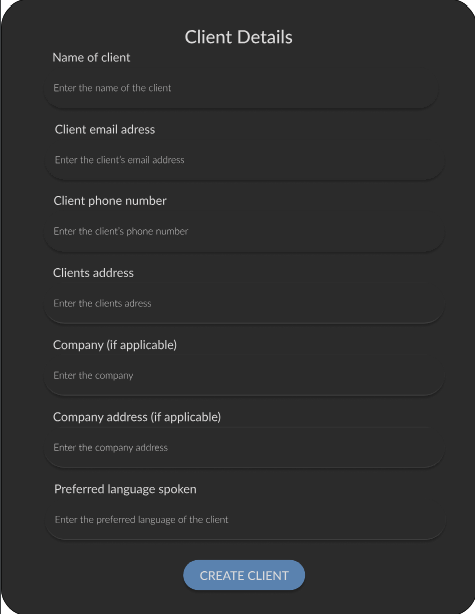 Client Details
Name of client
Enter the name of the client
Client email adress
Enter the client's email address
Client phone number
Enter the client's phone number
Clients address
Enter the clients adress
Company (if applicable)
Enter the company
Company address (if applicable)
Enter the company address
Preferred language spoken
Enter the preferred language of the client
CREATE CLIENT